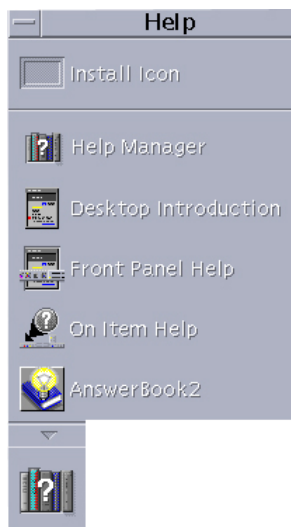 Help
Install Icon
Help Manager
Desktop Introduction
Front Panel Help
On Item Help
AnswerBook2